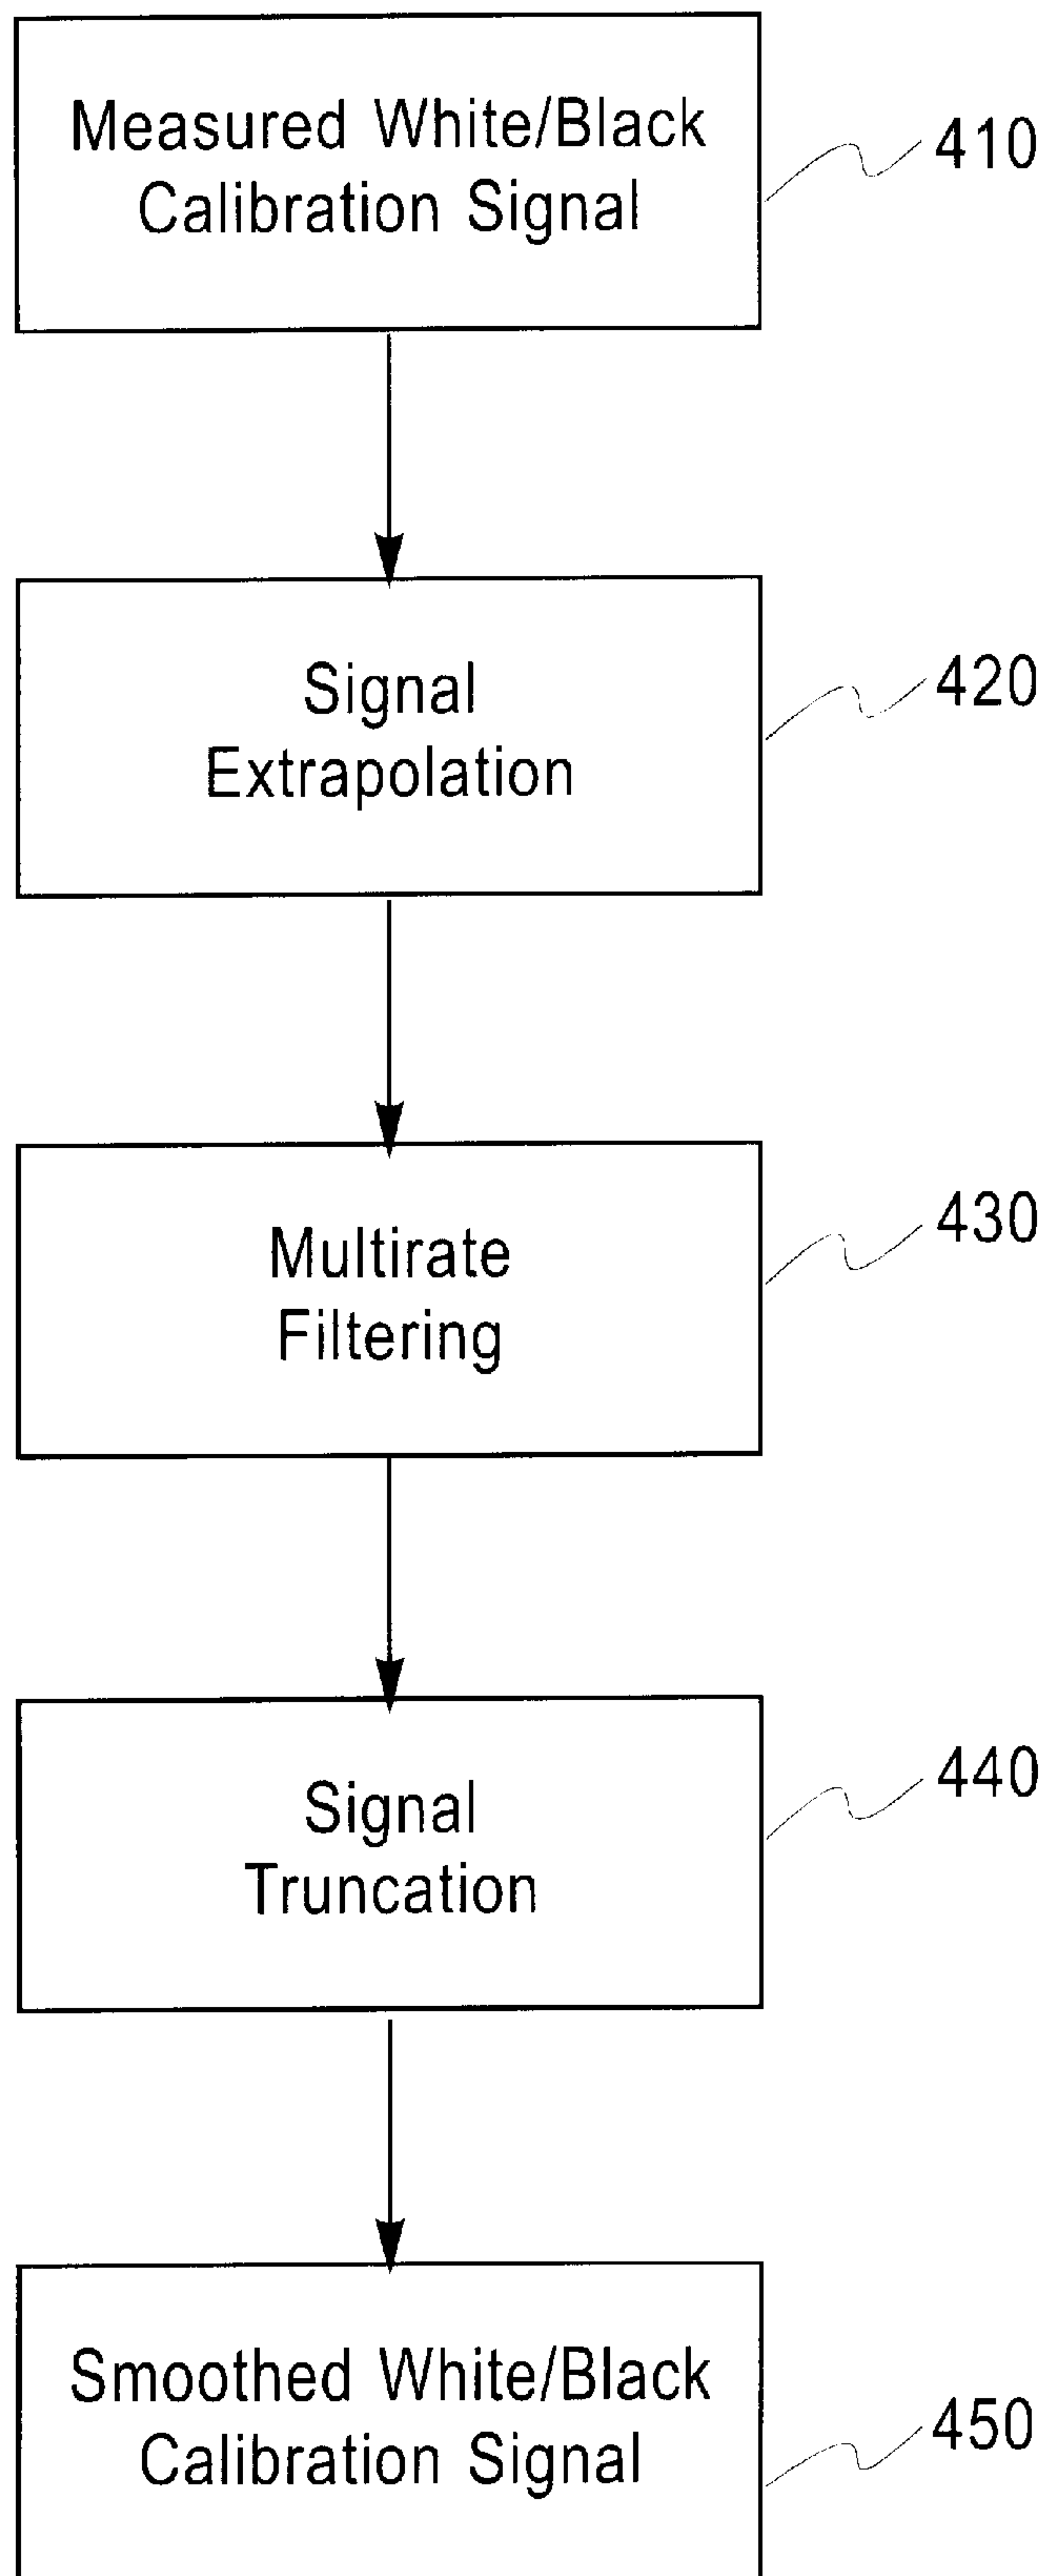 Measured White/Black
Calibration Signal
410
Signal
Extrapolation
420
Multirate
Filtering
430
Signal
Truncation
440
Smoothed White/Black
Calibration Signal
450